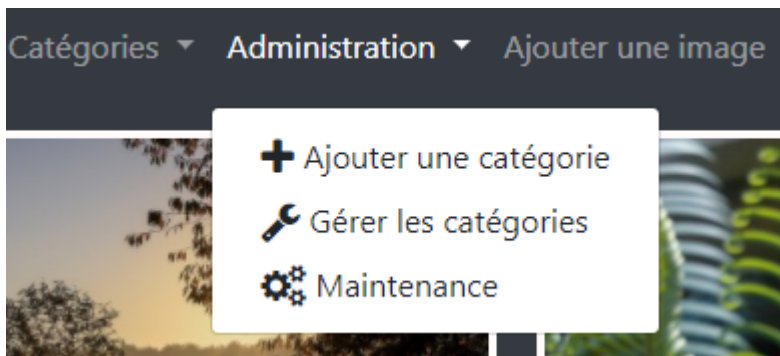 Catégories Administration Ajouter une image
Ajouter une catégorie
Gérer les catégories
Maintenance